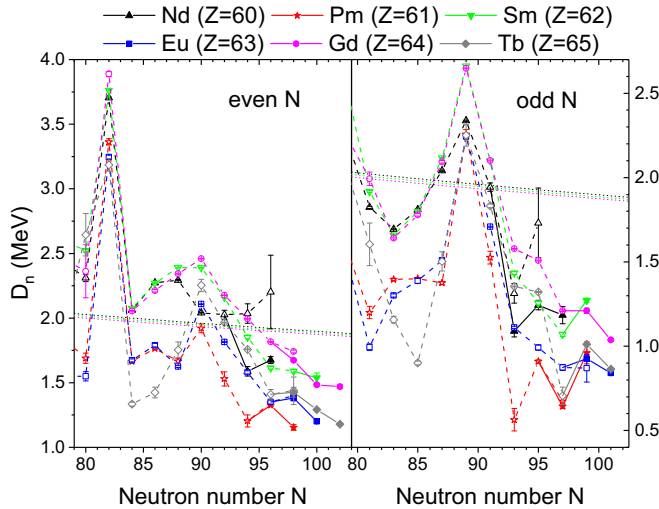 Nd (Z=60) Pm (Z=61) Sm (Z=62)
Eu (Z=63) Gd (Z=64) Tb (Z=65)
even N
odd N
D_n (MeV)
4.0
3.5
3.0
2.5
2.0
1.5
1.0
2.5
2.0
1.5
1.0
0.5
80 85 90 95 100
80 85 90 95 100
Neutron number N
Neutron number N